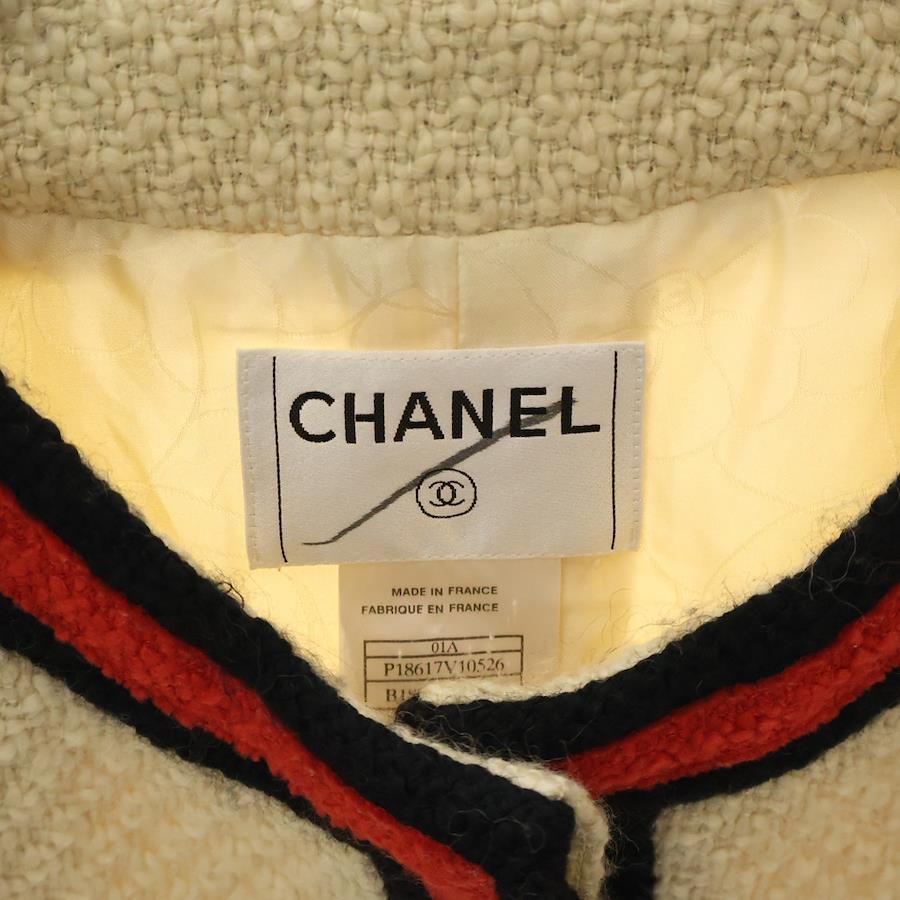 CHANEL
MADE IN FRANCE
FABRIQUE EN FRANCE
01A
P18617V10526